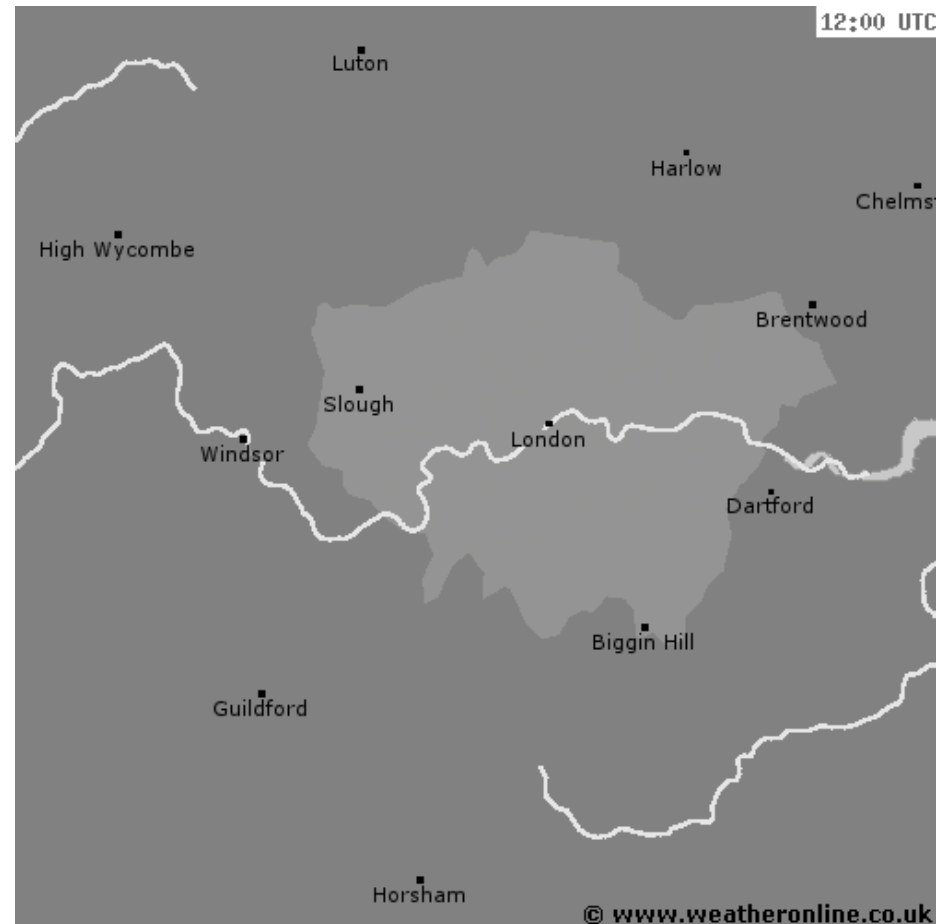 12:00 UTC
Luton
Harlow
Chelmst
High Wycombe
Brentwood
Slough
London
Windsor
Dartford
Biggin Hill
Guildford
Horsham
© www.weatheronline.co.uk